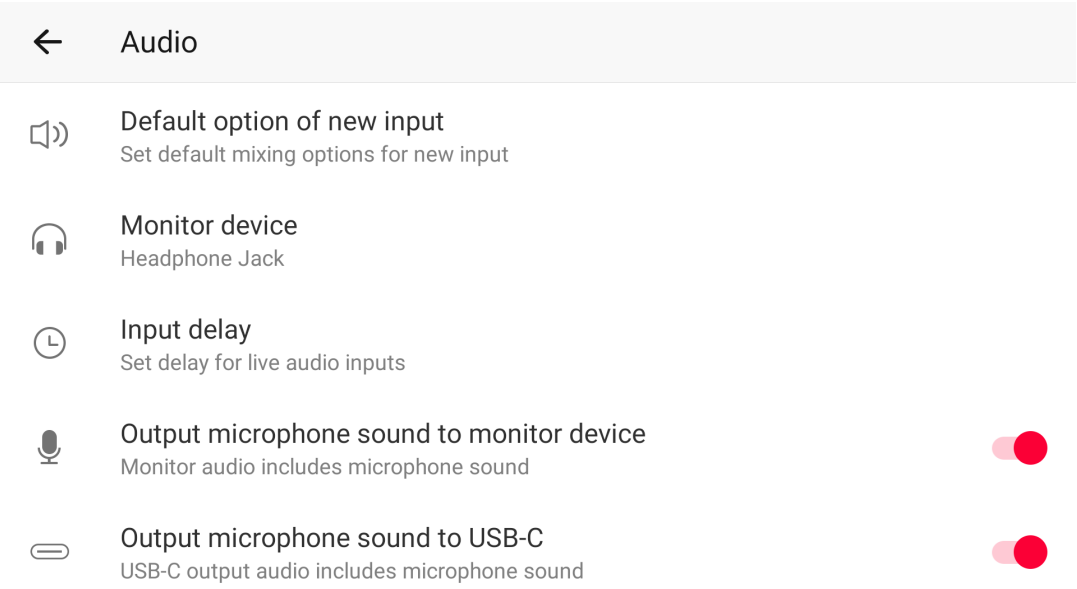 Audio
Default option of new input
Set default mixing options for new input
Monitor device
Headphone Jack
Input delay
Set delay for live audio inputs
Output microphone sound to monitor device
Monitor audio includes microphone sound
Output microphone sound to USB-C
USB-C output audio includes microphone sound